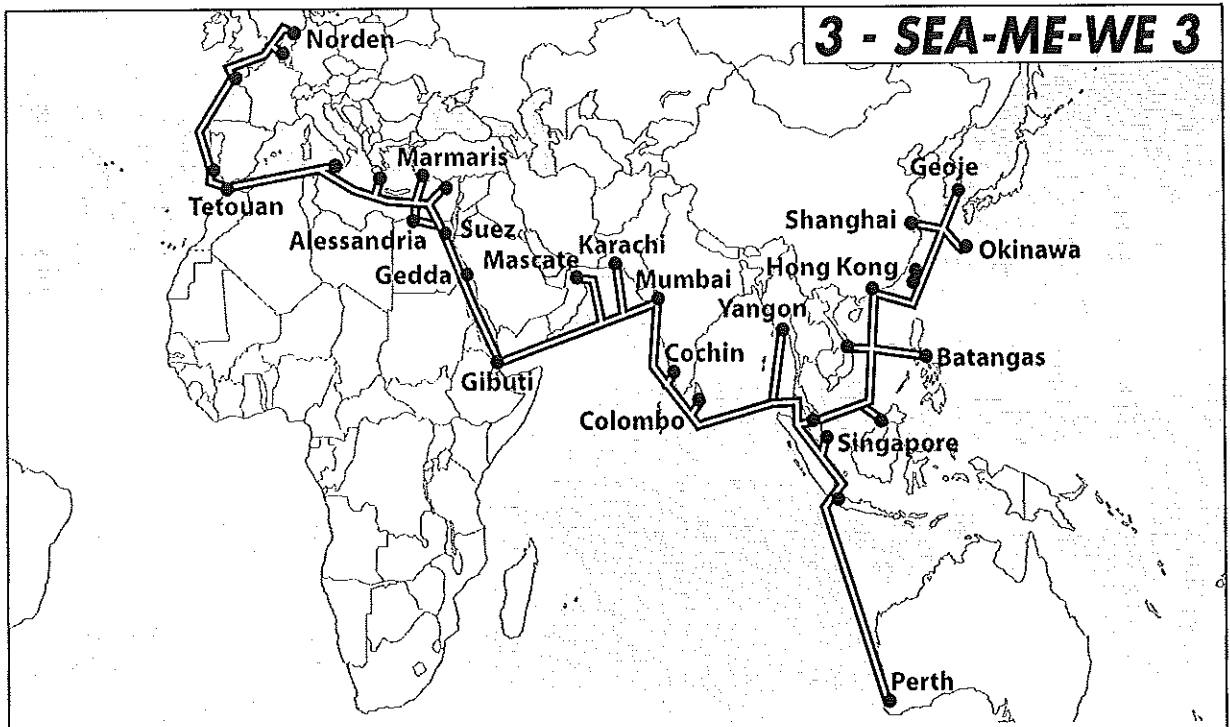 3 - SEA-ME-WE 3
Norden
Marmaris
Tetouan
Alessandria
Suez
Gedda
Mascate
Karachi
Mumbai
Gibuti
Cochin
Colombo
Yangon
Hong Kong
Shanghai
Geoje
Okinawa
Batangas
Singapore
Perth